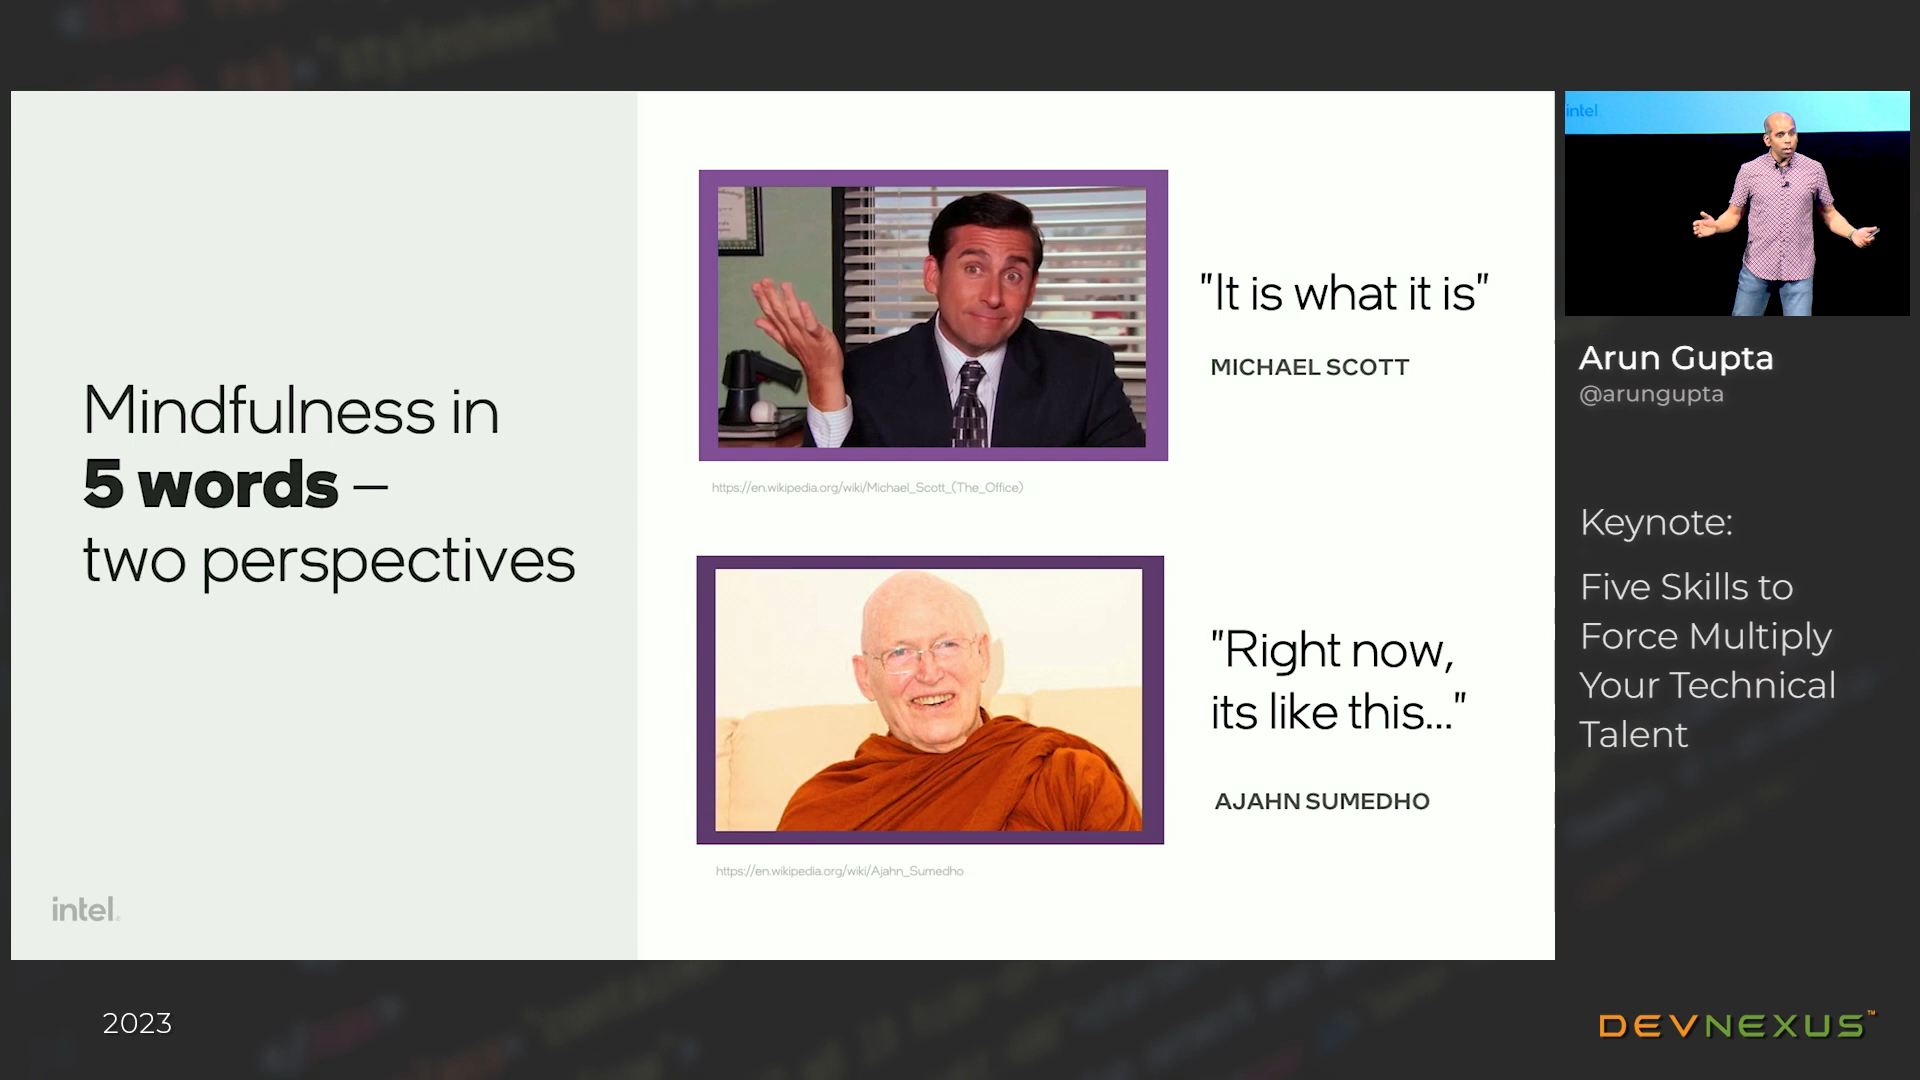 Mindfulness in
5 words –
two perspectives
"It is what it is"
MICHAEL SCOTT
https://en.wikipedia.org/wiki/Michael_Scott_(The_Office)
"Right now,
its like this..."
AJAHN SUMEDHO
https://en.wikipedia.org/wiki/Ajahn_Sumedho
intel.
intel
Arun Gupta
@arungupta
Keynote:
Five Skills to
Force Multiply
Your Technical
Talent
2023
DEVNEXUS™